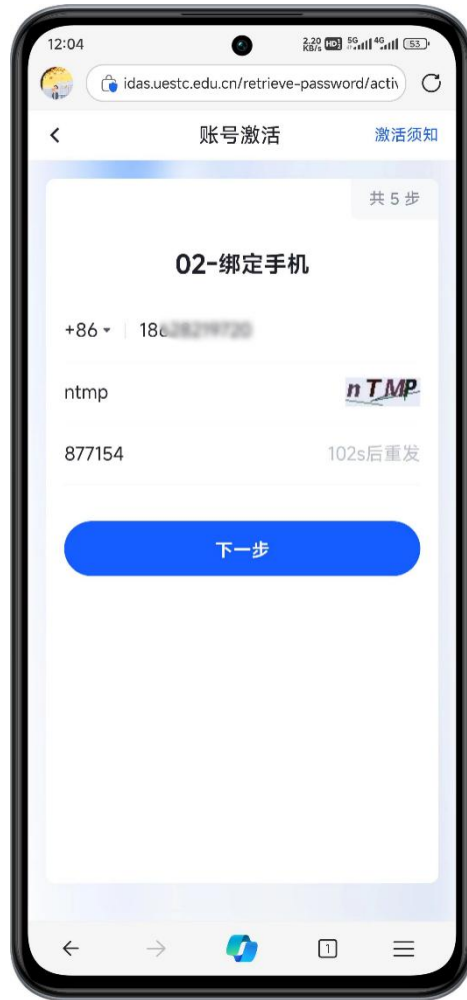 12:04
2.20 KB/s HD 5G 4G 53
idas.uestc.edu.cn/retrieve-password/activ
账号激活
激活须知
共 5 步
02-绑定手机
+86
18
ntmp
nTMP
877154
102s后重发
下一步
1